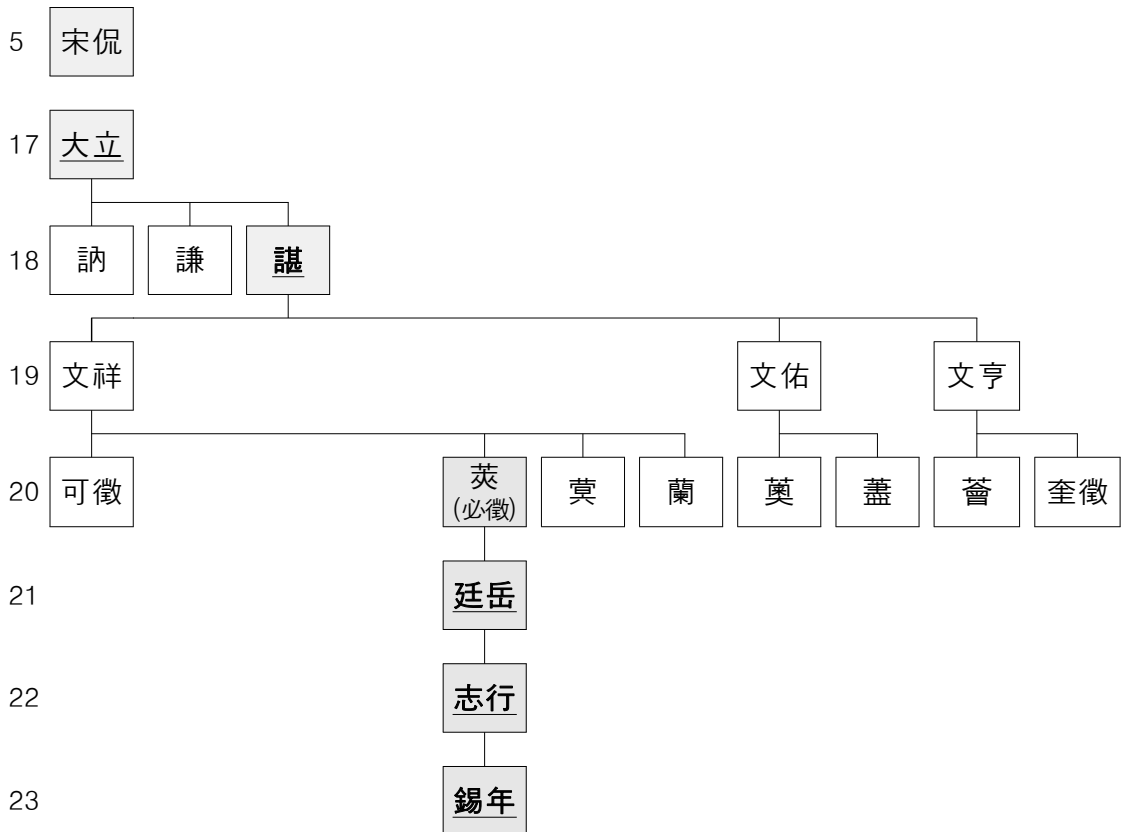 5 宋侃
17 大立
18 訥 謙 諶
19 文祥 文佑 文亨
20 可徵 莢 蓂 蘭 薁 藎 薈 奎徵
(必徵)
21 廷岳
22 志行
23 錫年